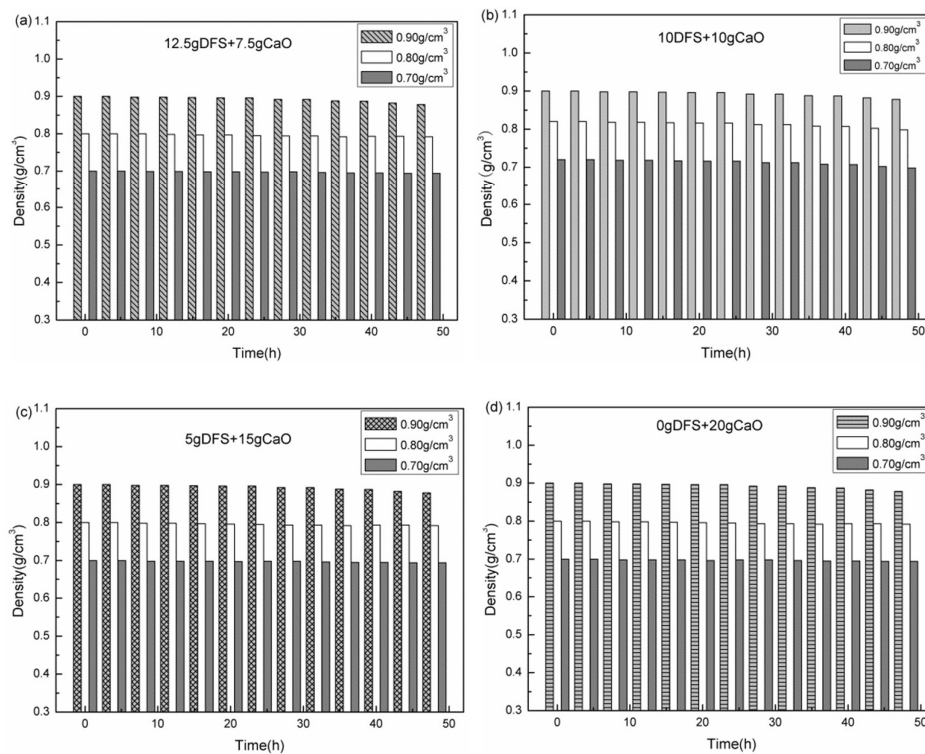 (a)
12.5gDFS+7.5gCaO
0.90g/cm³
0.80g/cm³
0.70g/cm³
1.1
1.0
0.9
0.8
0.7
0.6
0.5
0.4
0.3
Density(g/cm³)
0 10 20 30 40 50
Time(h)
(b)
10DFS+10gCaO
0.90g/cm³
0.80g/cm³
0.70g/cm³
1.1
1.0
0.9
0.8
0.7
0.6
0.5
0.4
0.3
Density(g/cm³)
0 10 20 30 40 50
Time(h)
(c)
5gDFS+15gCaO
0.90g/cm³
0.80g/cm³
0.70g/cm³
1.1
1.0
0.9
0.8
0.7
0.6
0.5
0.4
0.3
Density(g/cm³)
0 10 20 30 40 50
Time(h)
(d)
0gDFS+20gCaO
0.90g/cm³
0.80g/cm³
0.70g/cm³
1.1
1.0
0.9
0.8
0.7
0.6
0.5
0.4
0.3
Density(g/cm³)
0 10 20 30 40 50
Time(h)